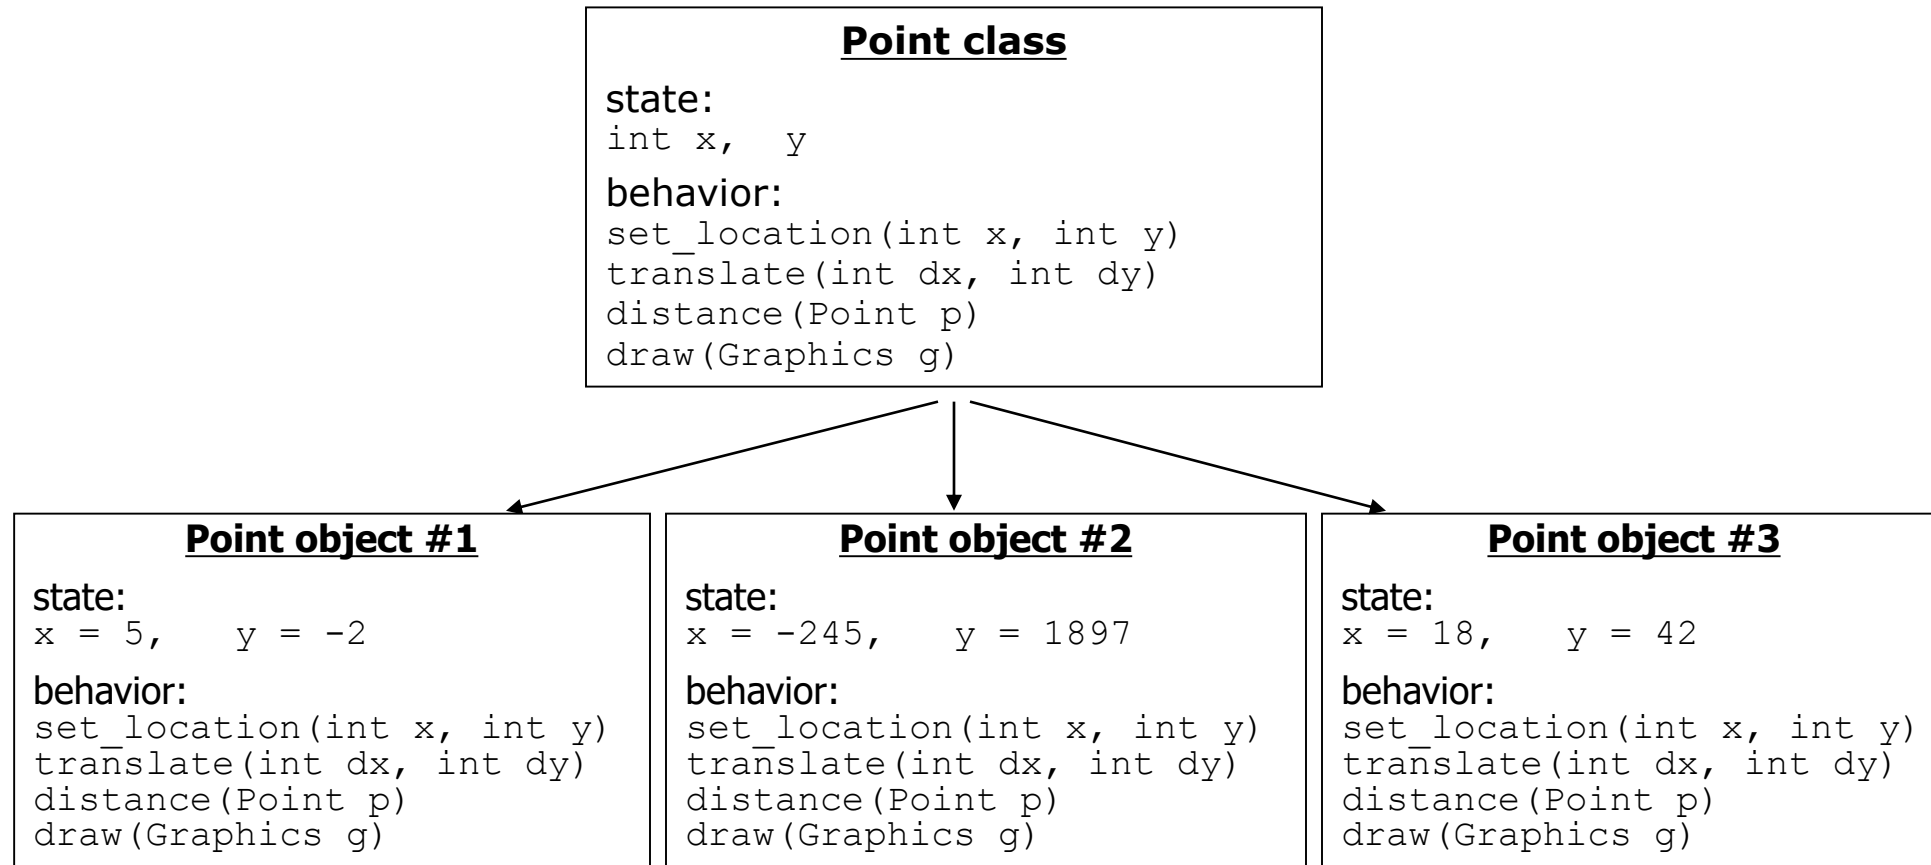 Point class
state:
int x,  y
behavior:
set_location(int x, int y)
translate(int dx, int dy)
distance(Point p)
draw(Graphics g)
Point object #1
state:
x = 5,   y = -2
behavior:
set_location(int x, int y)
translate(int dx, int dy)
distance(Point p)
draw(Graphics g)
Point object #2
state:
x = -245,   y = 1897
behavior:
set_location(int x, int y)
translate(int dx, int dy)
distance(Point p)
draw(Graphics g)
Point object #3
state:
x = 18,   y = 42
behavior:
set_location(int x, int y)
translate(int dx, int dy)
distance(Point p)
draw(Graphics g)